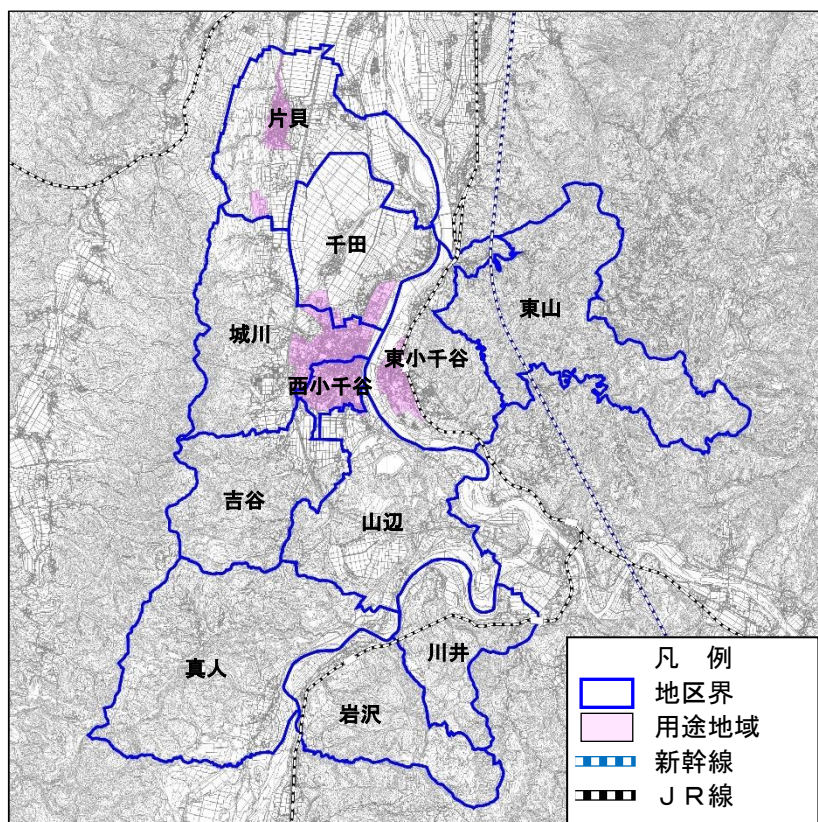 片貝
千田
東山
城川
東小千谷
西小千谷
吉谷
山辺
真人
川井
岩沢
凡 例
地区界
用途地域
新幹線
ＪＲ線